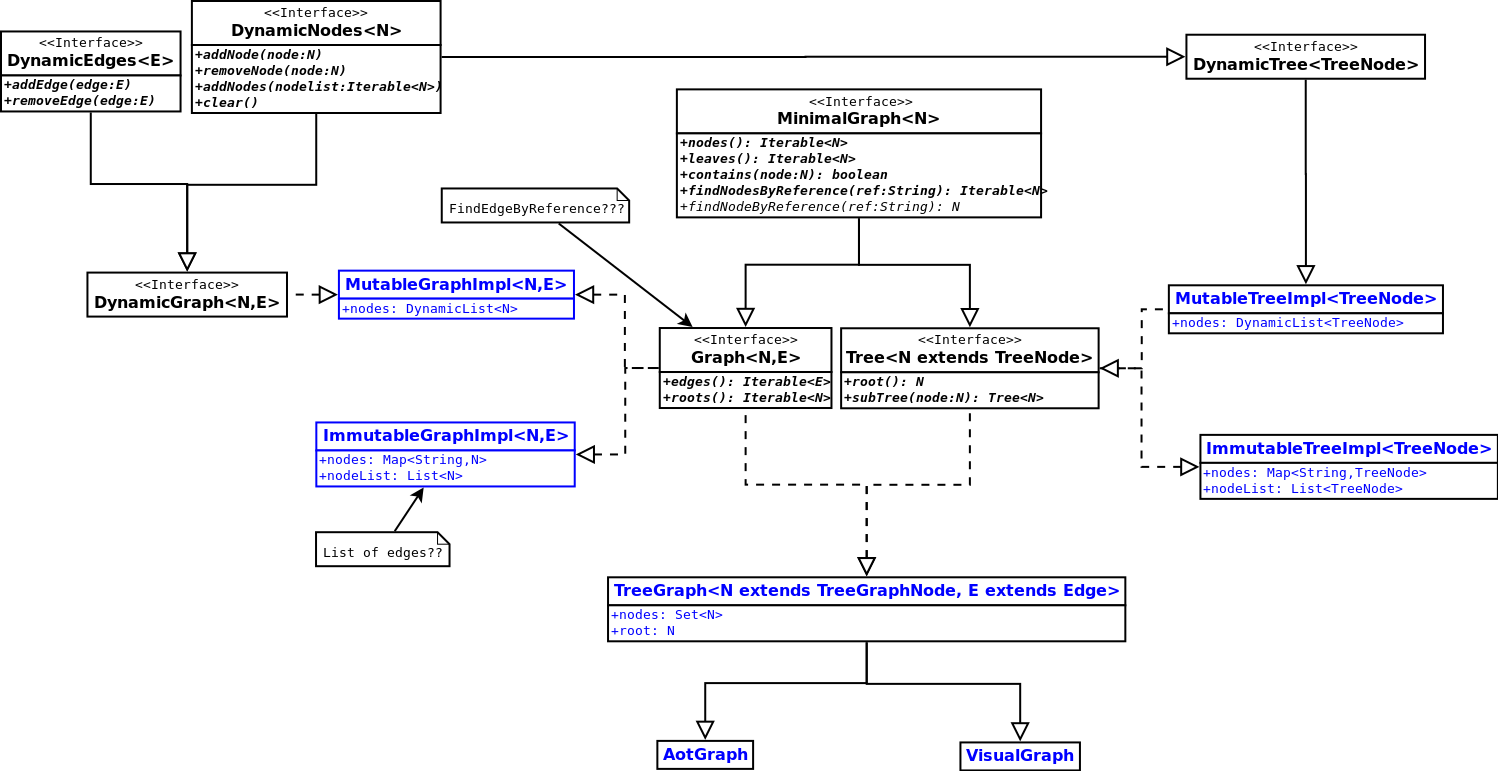 <<Interface>>
DynamicEdges<E>
+addEdge(edge:E)
+removeEdge(edge:E)
<<Interface>>
DynamicNodes<N>
+addNode(node:N)
+removeNode(node:N)
+addNodes(nodelist:Iterable<N>)
+clear()
<<Interface>>
DynamicTree<TreeNode>
<<Interface>>
MinimalGraph<N>
+nodes(): Iterable<N>
+leaves(): Iterable<N>
+contains(node:N): boolean
+findNodesByReference(ref:String): Iterable<N>
+findNodeByReference(ref:String): N
FindEdgeByReference???
<<Interface>>
DynamicGraph<N,E>
MutableGraphImpl<N,E>
+nodes: DynamicList<N>
<<Interface>>
Graph<N,E>
+edges(): Iterable<E>
+roots(): Iterable<N>
<<Interface>>
Tree<N extends TreeNode>
+root(): N
+subTree(node:N): Tree<N>
MutableTreeImpl<TreeNode>
+nodes: DynamicList<TreeNode>
ImmutableGraphImpl<N,E>
+nodes: Map<String,N>
+nodeList: List<N>
ImmutableTreeImpl<TreeNode>
+nodes: Map<String,TreeNode>
+nodeList: List<TreeNode>
List of edges??
TreeGraph<N extends TreeGraphNode, E extends Edge>
+nodes: Set<N>
+root: N
AotGraph
VisualGraph